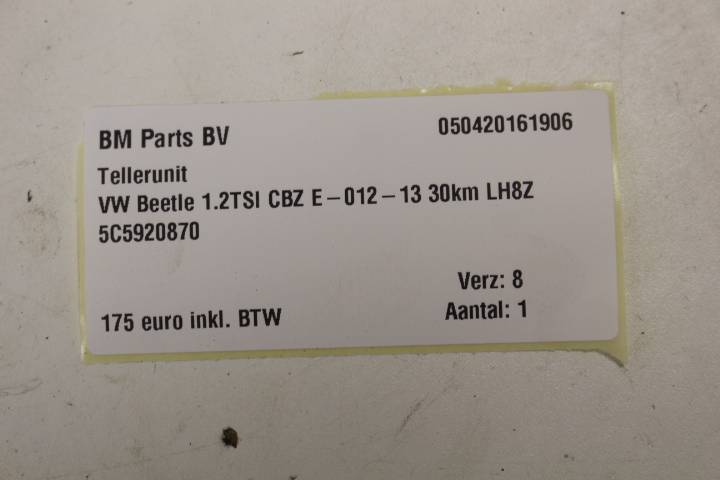 BM Parts BV 050420161906
Tellerunit
VW Beetle 1.2TSI CBZ E-012-13 30km LH8Z
5C5920870
Verz: 8
175 euro inkl. BTW Aantal: 1